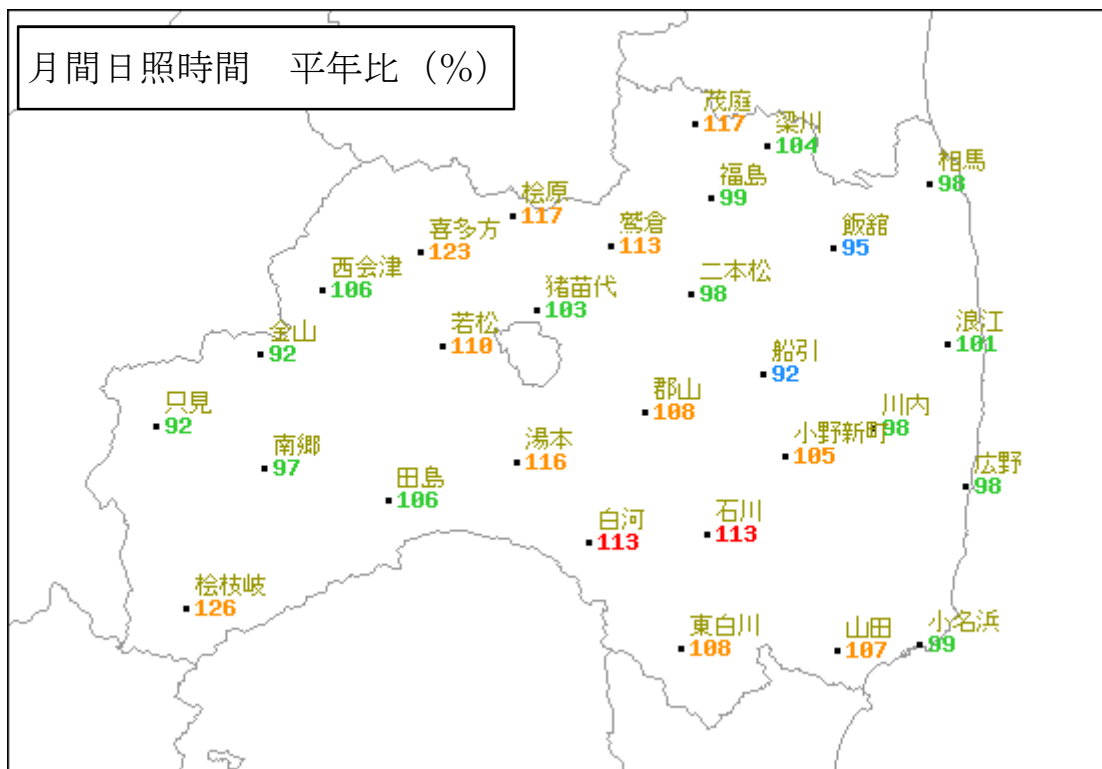 月間日照時間　平年比（％）
茂庭
117
梁川
104
相馬
98
福島
99
桧原
117
鷲倉
113
飯舘
95
喜多方
123
西会津
106
猪苗代
103
二本松
98
金山
92
若松
110
浪江
101
船引
92
郡山
108
只見
92
川内
98
小野新町
105
南郷
97
湯本
116
広野
98
田島
106
白河
113
石川
113
桧枝岐
126
東白川
108
山田
107
小名浜
99